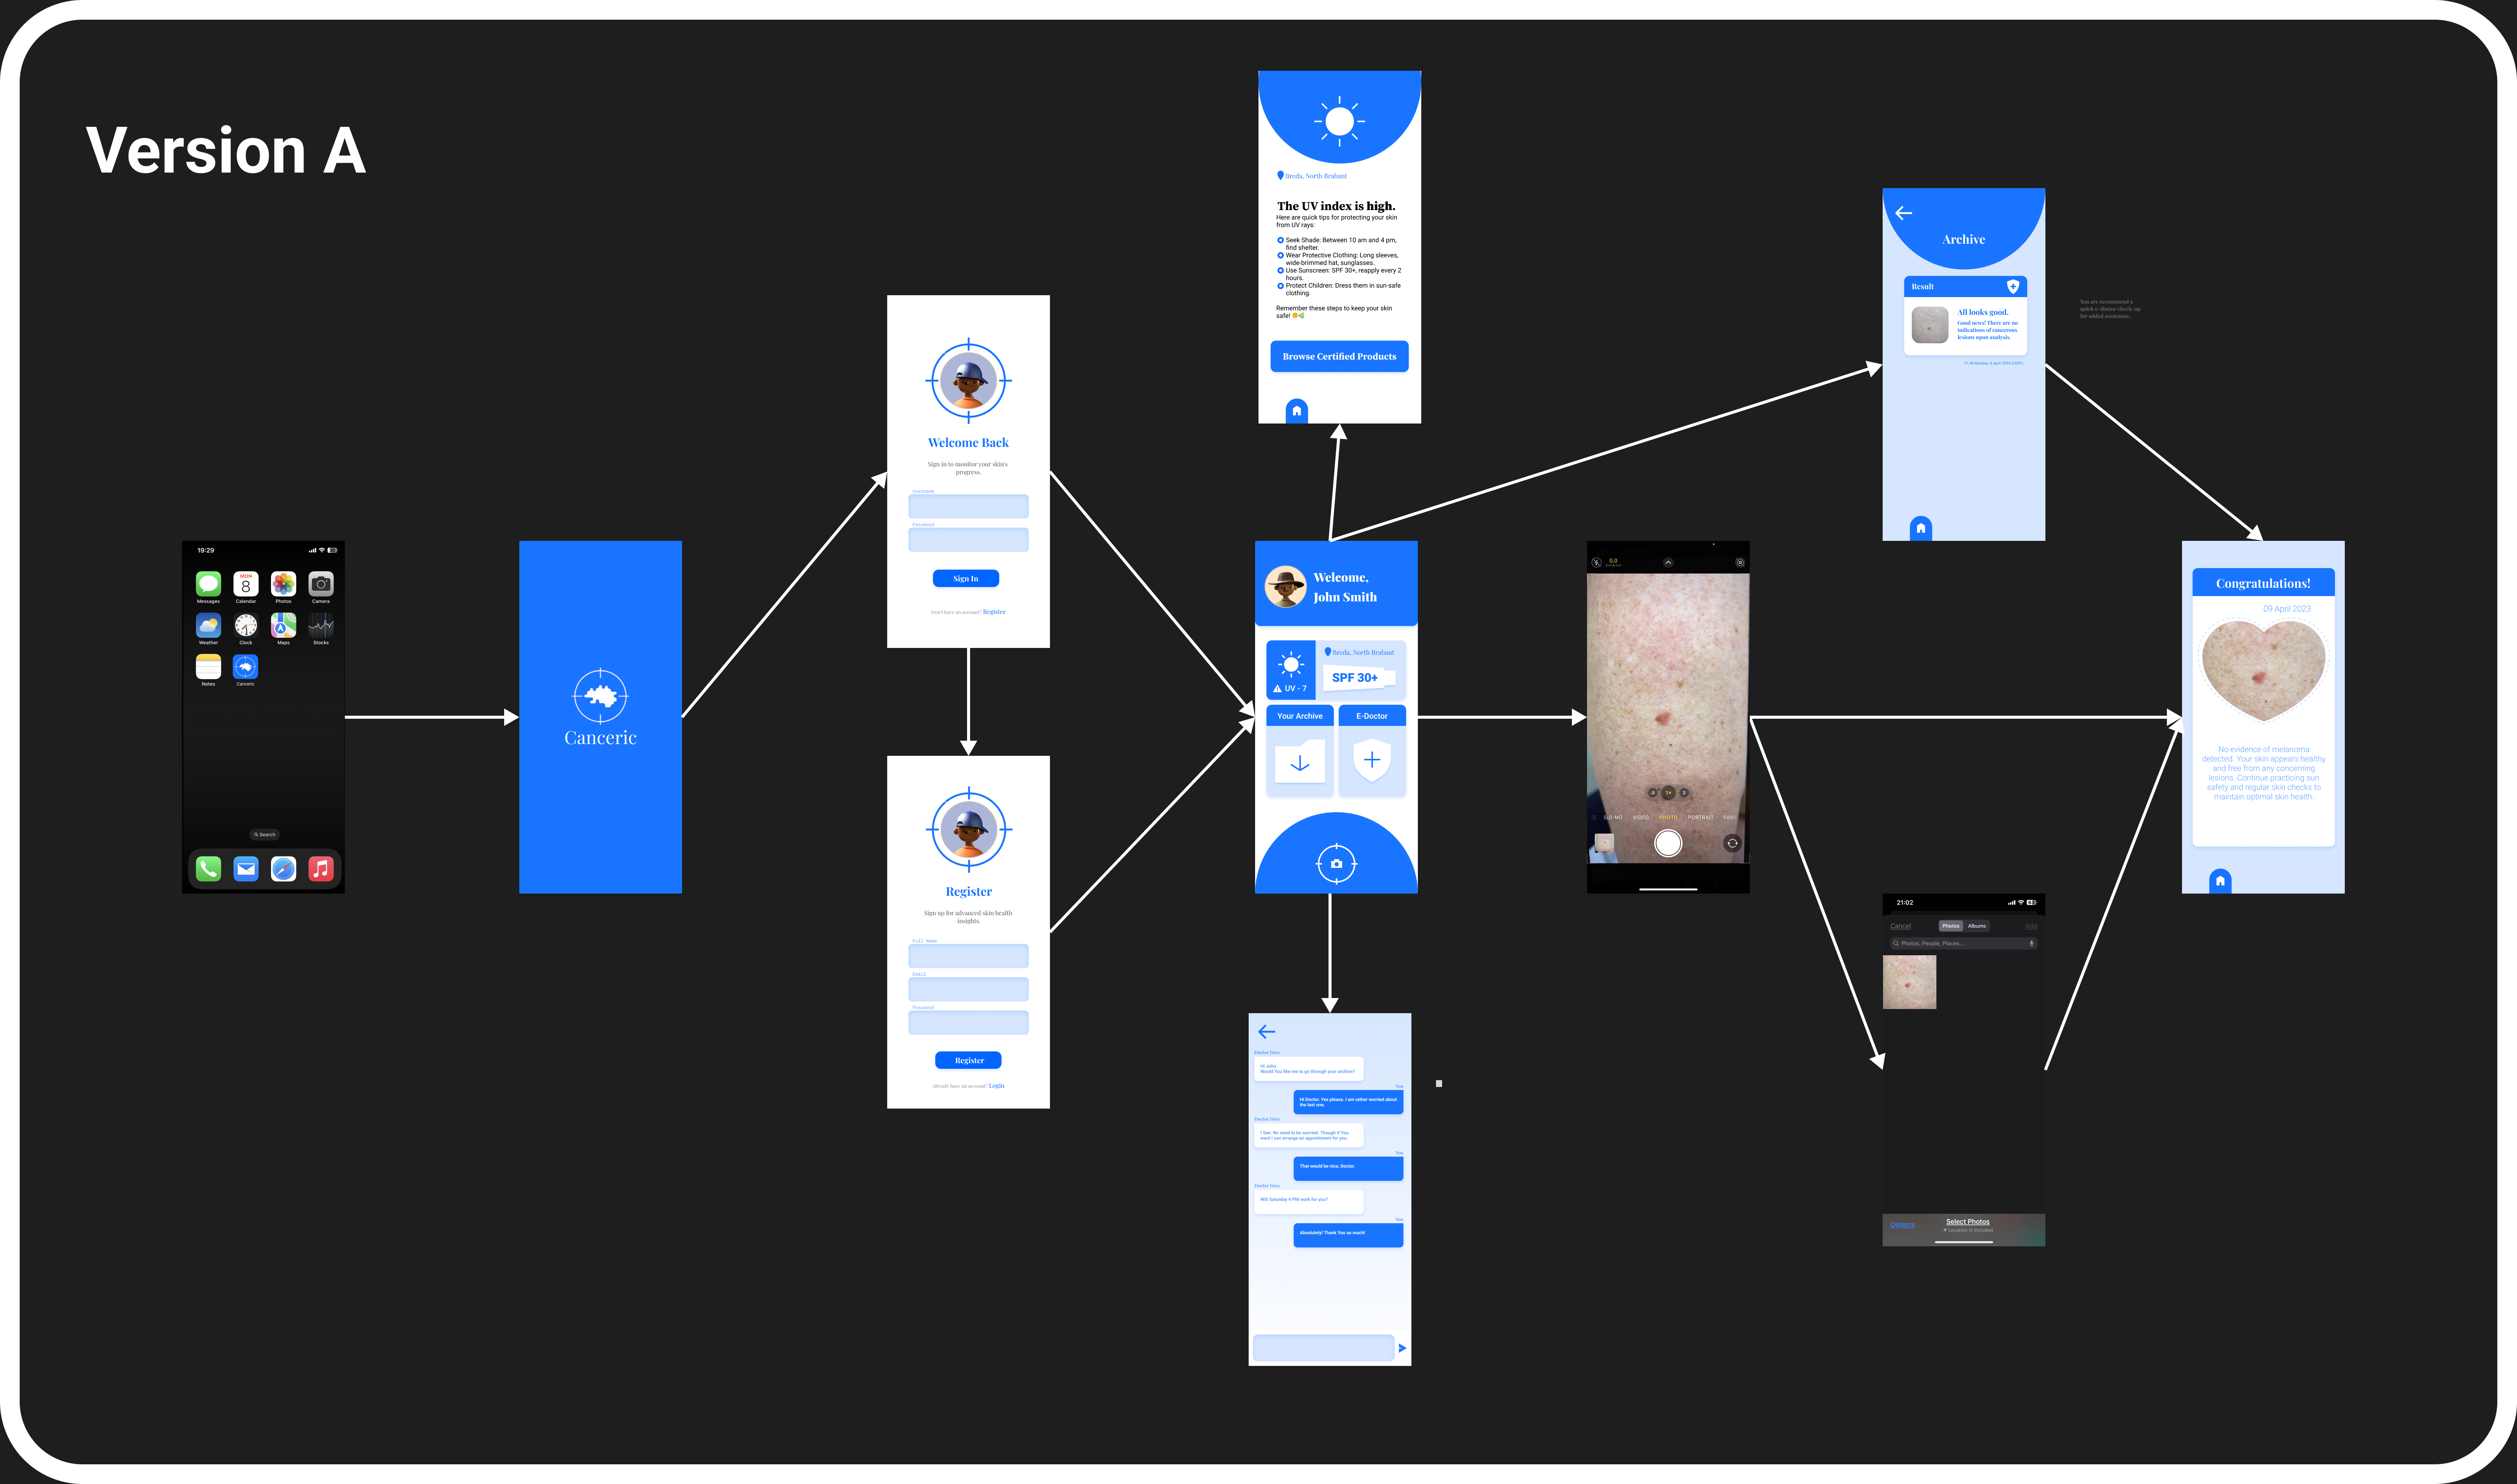 Version A
19:29
MON
8
Messages
Calendar
Photos
Camera
Weather
Clock
Maps
Stocks
Notes
Canceric
Search
Canceric
Welcome Back
Sign in to monitor your skin's
progress.
Username
Password
Sign In
Don't have an account? Register
Register
Sign up for advanced skin health
insights.
Full Name
Email
Password
Register
Already have an account? Login
Breda, North Brabant
The UV index is high.
Here are quick tips for protecting your skin
from UV rays:
Seek Shade: Between 10 am and 4 pm,
find shelter.
Wear Protective Clothing: Long sleeves,
wide-brimmed hat, sunglasses.
Use Sunscreen: SPF 30+, reapply every 2
hours.
Protect Children: Dress them in sun-safe
clothing.
Remember these steps to keep your skin
safe!
Browse Certified Products
Welcome,
John Smith
Breda, North Brabant
SPF 30+
UV - 7
Your Archive
E-Doctor
Hi John,
Would You like me to go through your archive?
You
Hi Doctor. Yes please. I am rather worried about
the last one.
I See. No need to be worried. Though if You
want I can arrange an appointment for you.
You
That would be nice, Doctor.
Will Saturday 4 PM work for you?
You
Absolutely! Thank You so much!
0.0
1×
2
SLO-MO
VIDEO
PHOTO
PORTRAIT
PANO
Archive
Result
All looks good.
Good news! There are no
indications of cancerous
lesions upon analysis.
21:40 Monday, 8 April 2024 (CEST)
You are recommend a
quick e-doctor check-up
for added assurance.
21:02
Cancel
Photos
Albums
Add
Photos, People, Places...
Options
Select Photos
Location is included
Congratulations!
09 April 2023
No evidence of melanoma
detected. Your skin appears healthy
and free from any concerning
lesions. Continue practicing sun
safety and regular skin checks to
maintain optimal skin health.